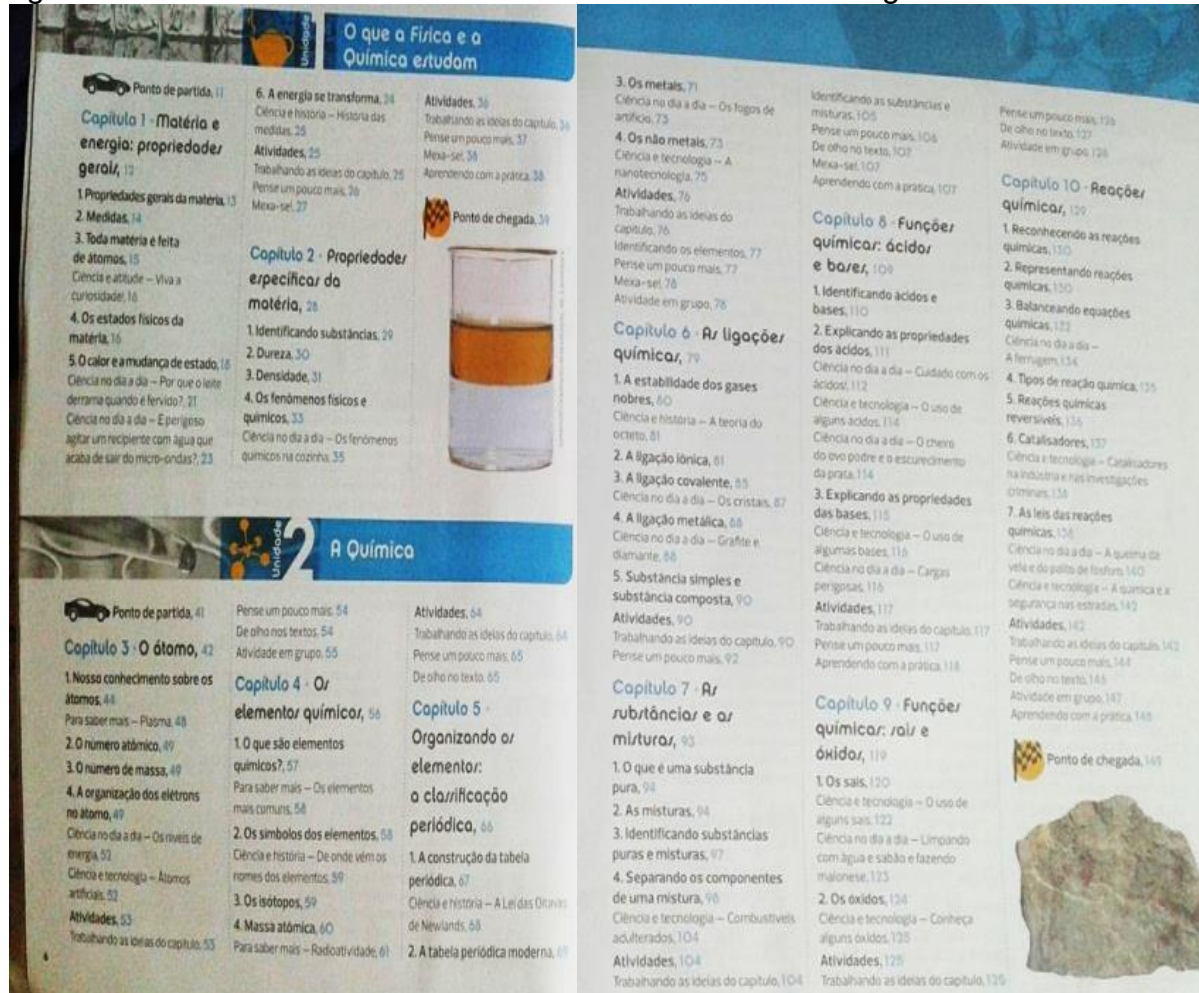 Unidade
O que a Física e a
Química estudam
Ponto de partida, 11
Capítulo 1 · Matéria e
energia: propriedades
gerais, 12
1. Propriedades gerais da matéria, 13
2. Medidas, 14
3. Toda matéria é feita
de átomos, 15
Ciência e atitude – Viva a
curiosidade!, 16
4. Os estados físicos da
matéria, 16
5. O calor e a mudança de estado, 18
Ciência no dia a dia – Por que o leite
derrama quando é fervido?, 21
Ciência no dia a dia – É perigoso
agitar um recipiente com água que
acaba de sair do micro-ondas?, 23
6. A energia se transforma, 24
Ciência e história – História das
medidas, 25
Atividades, 25
Trabalhando as ideias do capítulo, 25
Pense um pouco mais, 26
Mexa-se!, 27
Capítulo 2 · Propriedades
específicas da
matéria, 28
1. Identificando substâncias, 29
2. Dureza, 30
3. Densidade, 31
4. Os fenômenos físicos e
químicos, 33
Ciência no dia a dia – Os fenômenos
químicos na cozinha, 35
Atividades, 36
Trabalhando as ideias do capítulo, 36
Pense um pouco mais, 37
Mexa-se!, 38
Aprendendo com a prática, 38
Ponto de chegada, 39
Unidade
2
A Química
Ponto de partida, 41
Capítulo 3 · O átomo, 42
1. Nosso conhecimento sobre os
átomos, 44
Para saber mais – Plasma, 48
2. O número atômico, 49
3. O número de massa, 49
4. A organização dos elétrons
no átomo, 49
Ciência no dia a dia – Os níveis de
energia, 52
Ciência e tecnologia – Átomos
artificiais, 52
Atividades, 53
Trabalhando as ideias do capítulo, 53
Pense um pouco mais, 54
De olho nos textos, 54
Atividade em grupo, 55
Capítulo 4 · Os
elementos químicos, 56
1. O que são elementos
químicos?, 57
Para saber mais – Os elementos
mais comuns, 58
2. Os símbolos dos elementos, 58
Ciência e história – De onde vêm os
nomes dos elementos, 59
3. Os isótopos, 59
4. Massa atômica, 60
Para saber mais – Radioatividade, 61
Atividades, 64
Trabalhando as ideias do capítulo, 64
Pense um pouco mais, 65
De olho no texto, 65
Capítulo 5 ·
Organizando os
elementos:
a classificação
periódica, 66
1. A construção da tabela
periódica, 67
Ciência e história – A Lei das Oitavas
de Newlands, 68
2. A tabela periódica moderna, 69
6
3. Os metais, 71
Ciência no dia a dia – Os fogos de
artifício, 73
4. Os não metais, 73
Ciência e tecnologia – A
nanotecnologia, 75
Atividades, 76
Trabalhando as ideias do
capítulo, 76
Identificando os elementos, 77
Pense um pouco mais, 77
Mexa-se!, 78
Atividade em grupo, 78
Capítulo 6 · As ligações
químicas, 79
1. A estabilidade dos gases
nobres, 80
Ciência e história – A teoria do
octeto, 81
2. A ligação iônica, 81
3. A ligação covalente, 85
Ciência no dia a dia – Os cristais, 87
4. A ligação metálica, 88
Ciência no dia a dia – Grafite e
diamante, 88
5. Substância simples e
substância composta, 90
Atividades, 90
Trabalhando as ideias do capítulo, 90
Pense um pouco mais, 92
Capítulo 7 · As
substâncias e as
misturas, 93
1. O que é uma substância
pura, 94
2. As misturas, 94
3. Identificando substâncias
puras e misturas, 97
4. Separando os componentes
de uma mistura, 98
Ciência e tecnologia – Combustíveis
adulterados, 104
Atividades, 104
Trabalhando as ideias do capítulo, 104
Identificando as substâncias e
misturas, 105
Pense um pouco mais, 106
De olho no texto, 107
Mexa-se!, 107
Aprendendo com a prática, 107
Capítulo 8 · Funções
químicas: ácidos
e bases, 109
1. Identificando ácidos e
bases, 110
2. Explicando as propriedades
dos ácidos, 111
Ciência no dia a dia – Cuidado com os
ácidos!, 112
Ciência e tecnologia – O uso de
alguns ácidos, 114
Ciência no dia a dia – O cheiro
do ovo podre e o escurecimento
da prata, 114
3. Explicando as propriedades
das bases, 115
Ciência e tecnologia – O uso de
algumas bases, 116
Ciência no dia a dia – Cargas
perigosas, 116
Atividades, 117
Trabalhando as ideias do capítulo, 117
Pense um pouco mais, 117
Aprendendo com a prática, 118
Capítulo 9 · Funções
químicas: sais e
óxidos, 119
1. Os sais, 120
Ciência e tecnologia – O uso de
alguns sais, 122
Ciência no dia a dia – Limpando
com água e sabão e fazendo
maionese, 123
2. Os óxidos, 124
Ciência e tecnologia – Conheça
alguns óxidos, 125
Atividades, 125
Trabalhando as ideias do capítulo, 125
Pense um pouco mais, 126
De olho no texto, 127
Atividade em grupo, 128
Capítulo 10 · Reações
químicas, 129
1. Reconhecendo as reações
químicas, 130
2. Representando reações
químicas, 130
3. Balanceando equações
químicas, 132
Ciência no dia a dia –
A ferrugem, 134
4. Tipos de reação química, 135
5. Reações químicas
reversíveis, 136
6. Catalisadores, 137
Ciência e tecnologia – Catalisadores
na indústria e nas investigações
criminais, 138
7. As leis das reações
químicas, 138
Ciência no dia a dia – A queima da
vela e do palito de fósforo, 140
Ciência e tecnologia – A química e a
segurança nas estradas, 142
Atividades, 142
Trabalhando as ideias do capítulo, 142
Pense um pouco mais, 144
De olho no texto, 146
Atividade em grupo, 147
Aprendendo com a prática, 148
Ponto de chegada, 149